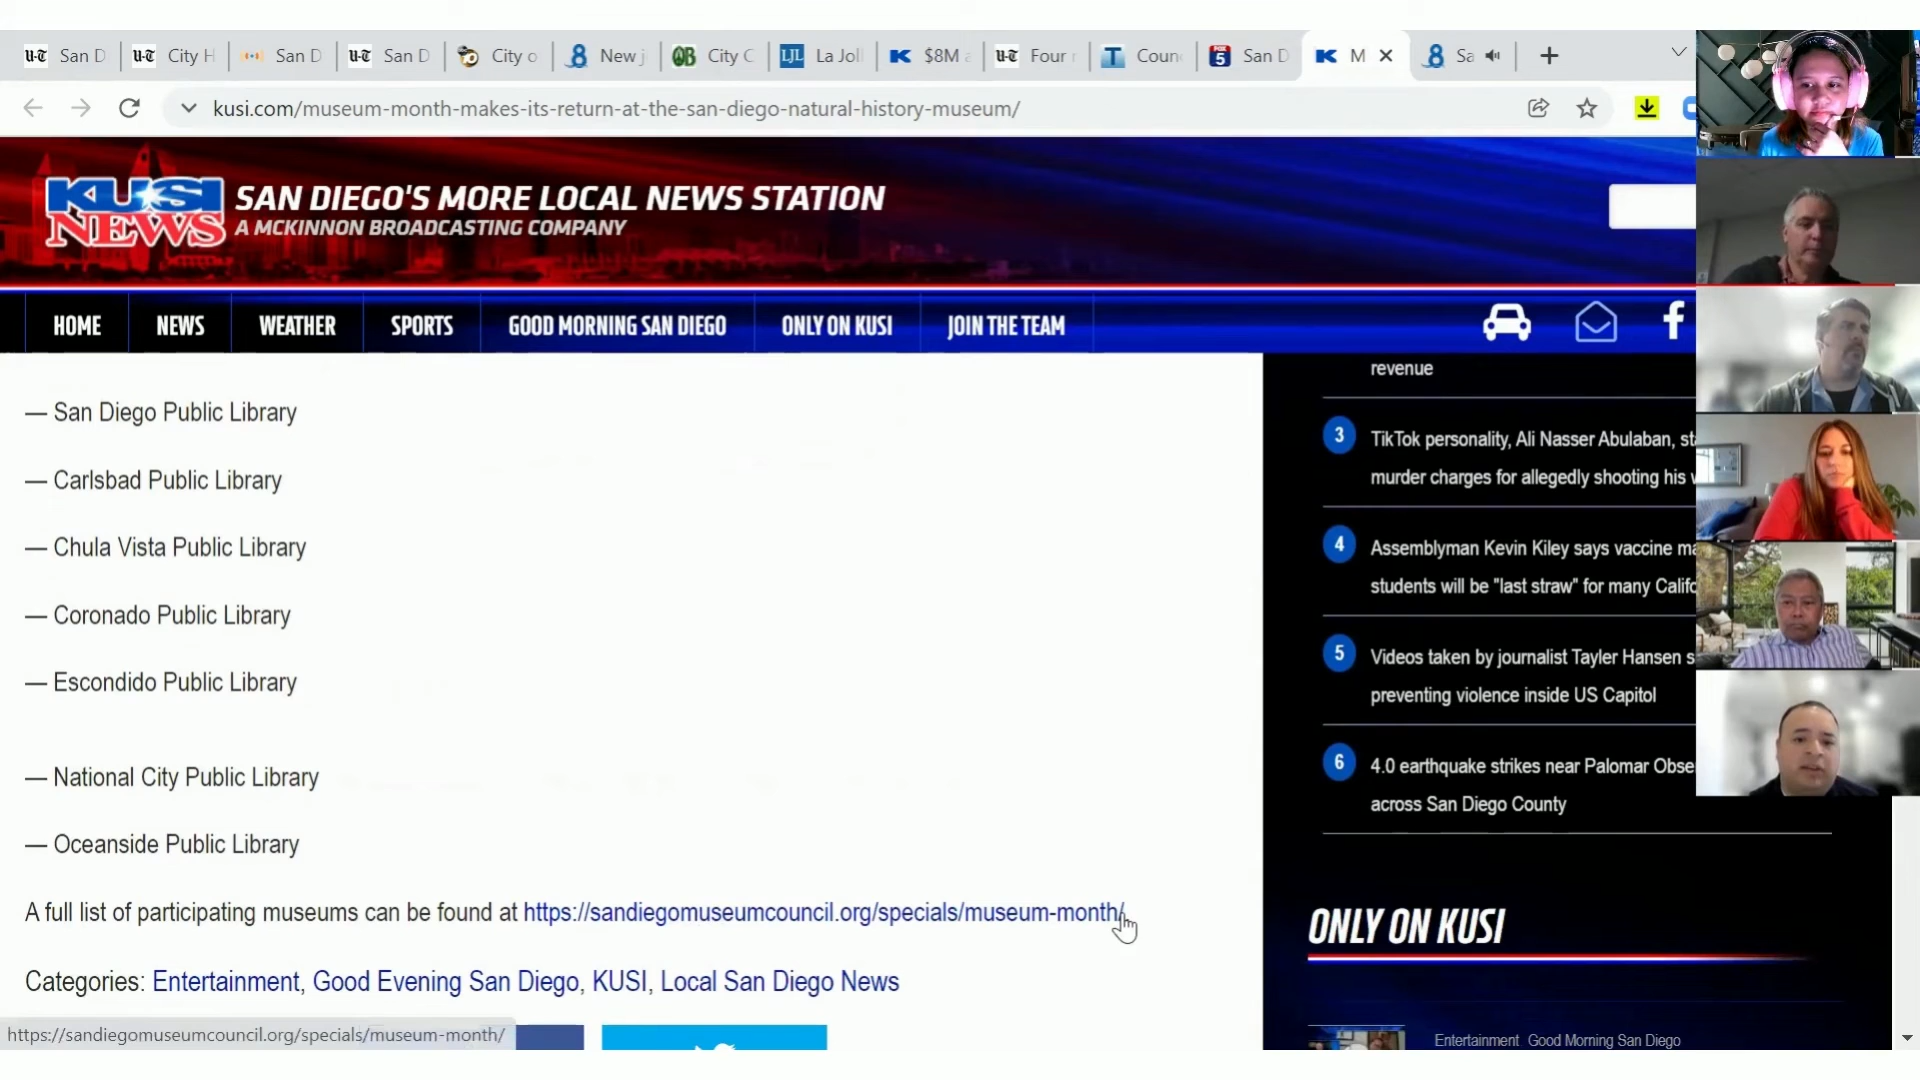 San D
City H
San D
San D
City o
New j
City C
La Joll
$8M a
Four r
Coun
San D
M
Sa
kusi.com/museum-month-makes-its-return-at-the-san-diego-natural-history-museum/
KUSI NEWS
SAN DIEGO'S MORE LOCAL NEWS STATION
A MCKINNON BROADCASTING COMPANY
HOME NEWS WEATHER SPORTS GOOD MORNING SAN DIEGO ONLY ON KUSI JOIN THE TEAM
— San Diego Public Library
— Carlsbad Public Library
— Chula Vista Public Library
— Coronado Public Library
— Escondido Public Library
— National City Public Library
— Oceanside Public Library
A full list of participating museums can be found at https://sandiegomuseumcouncil.org/specials/museum-month/
Categories: Entertainment, Good Evening San Diego, KUSI, Local San Diego News
https://sandiegomuseumcouncil.org/specials/museum-month/
revenue
3 TikTok personality, Ali Nasser Abulaban, st
murder charges for allegedly shooting his
4 Assemblyman Kevin Kiley says vaccine ma
students will be "last straw" for many Califo
5 Videos taken by journalist Tayler Hansen s
preventing violence inside US Capitol
6 4.0 earthquake strikes near Palomar Obse
across San Diego County
ONLY ON KUSI
Entertainment Good Morning San Diego